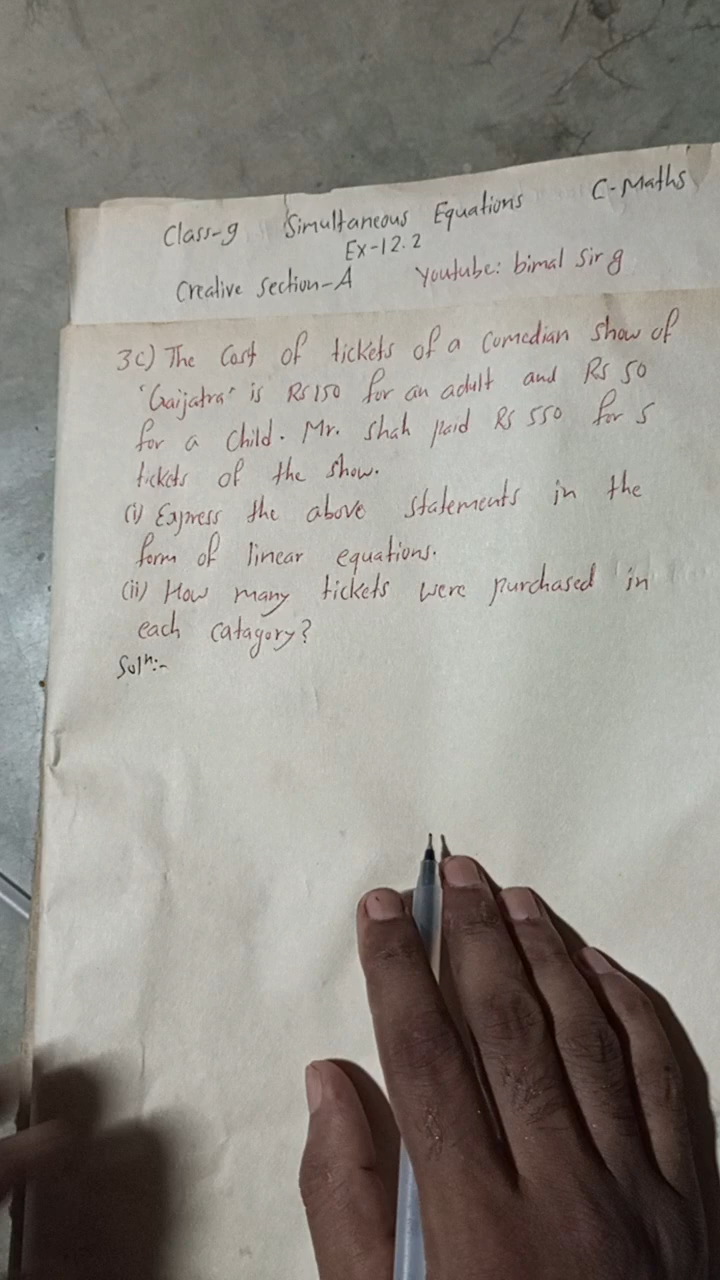 Class-9 Simultaneous Equations C-Maths
Ex-12.2
Creative Section-A Youtube: bimal Sir g
3c) The Cost of tickets of a Comedian Show of
'Gaijatra' is RS 150 for an adult and RS 50
for a child. Mr. Shah paid RS 550 for 5
tickets of the show.
(i) Express the above statements in the
form of linear equations.
(ii) How many tickets were purchased in
each catagory?
Solⁿ:-